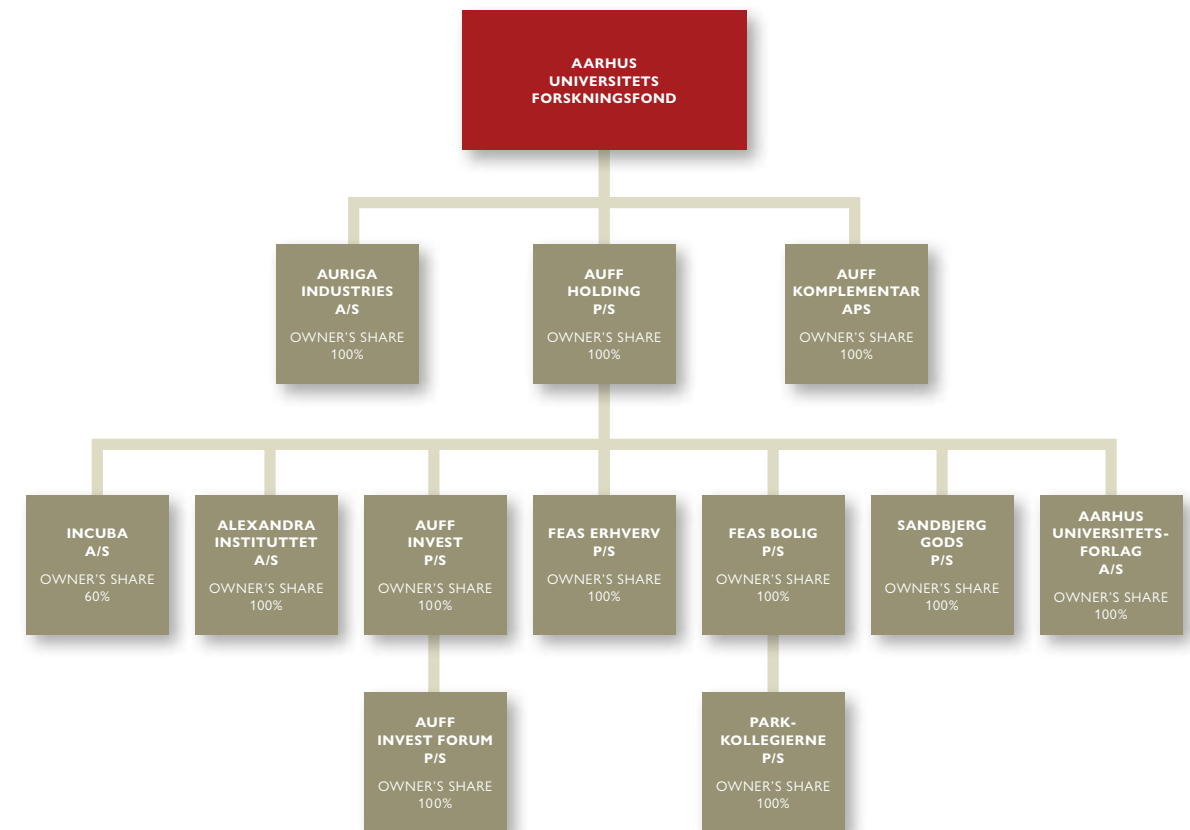 AARHUS
UNIVERSITETS
FORSKNINGSFOND
AURIGA
INDUSTRIES
A/S
OWNER'S SHARE
100%
AUFF
HOLDING
P/S
OWNER'S SHARE
100%
AUFF
KOMPLEMENTAR
APS
OWNER'S SHARE
100%
INCUBA
A/S
OWNER'S SHARE
60%
ALEXANDRA
INSTITUTTET
A/S
OWNER'S SHARE
100%
AUFF
INVEST
P/S
OWNER'S SHARE
100%
FEAS ERHVERV
P/S
OWNER'S SHARE
100%
FEAS BOLIG
P/S
OWNER'S SHARE
100%
SANDBJERG
GODS
P/S
OWNER'S SHARE
100%
AARHUS
UNIVERSITETS-
FORLAG
A/S
OWNER'S SHARE
100%
AUFF
INVEST FORUM
P/S
OWNER'S SHARE
100%
PARK-
KOLLEGIERNE
P/S
OWNER'S SHARE
100%